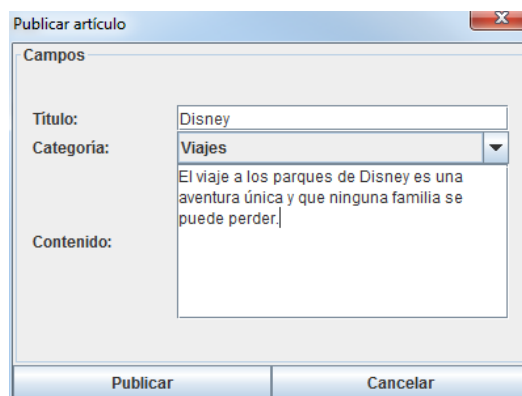 Publicar artículo
Campos
Título:
Disney
Categoría:
Viajes
Contenido:
El viaje a los parques de Disney es una
aventura única y que ninguna familia se
puede perder.
Publicar
Cancelar